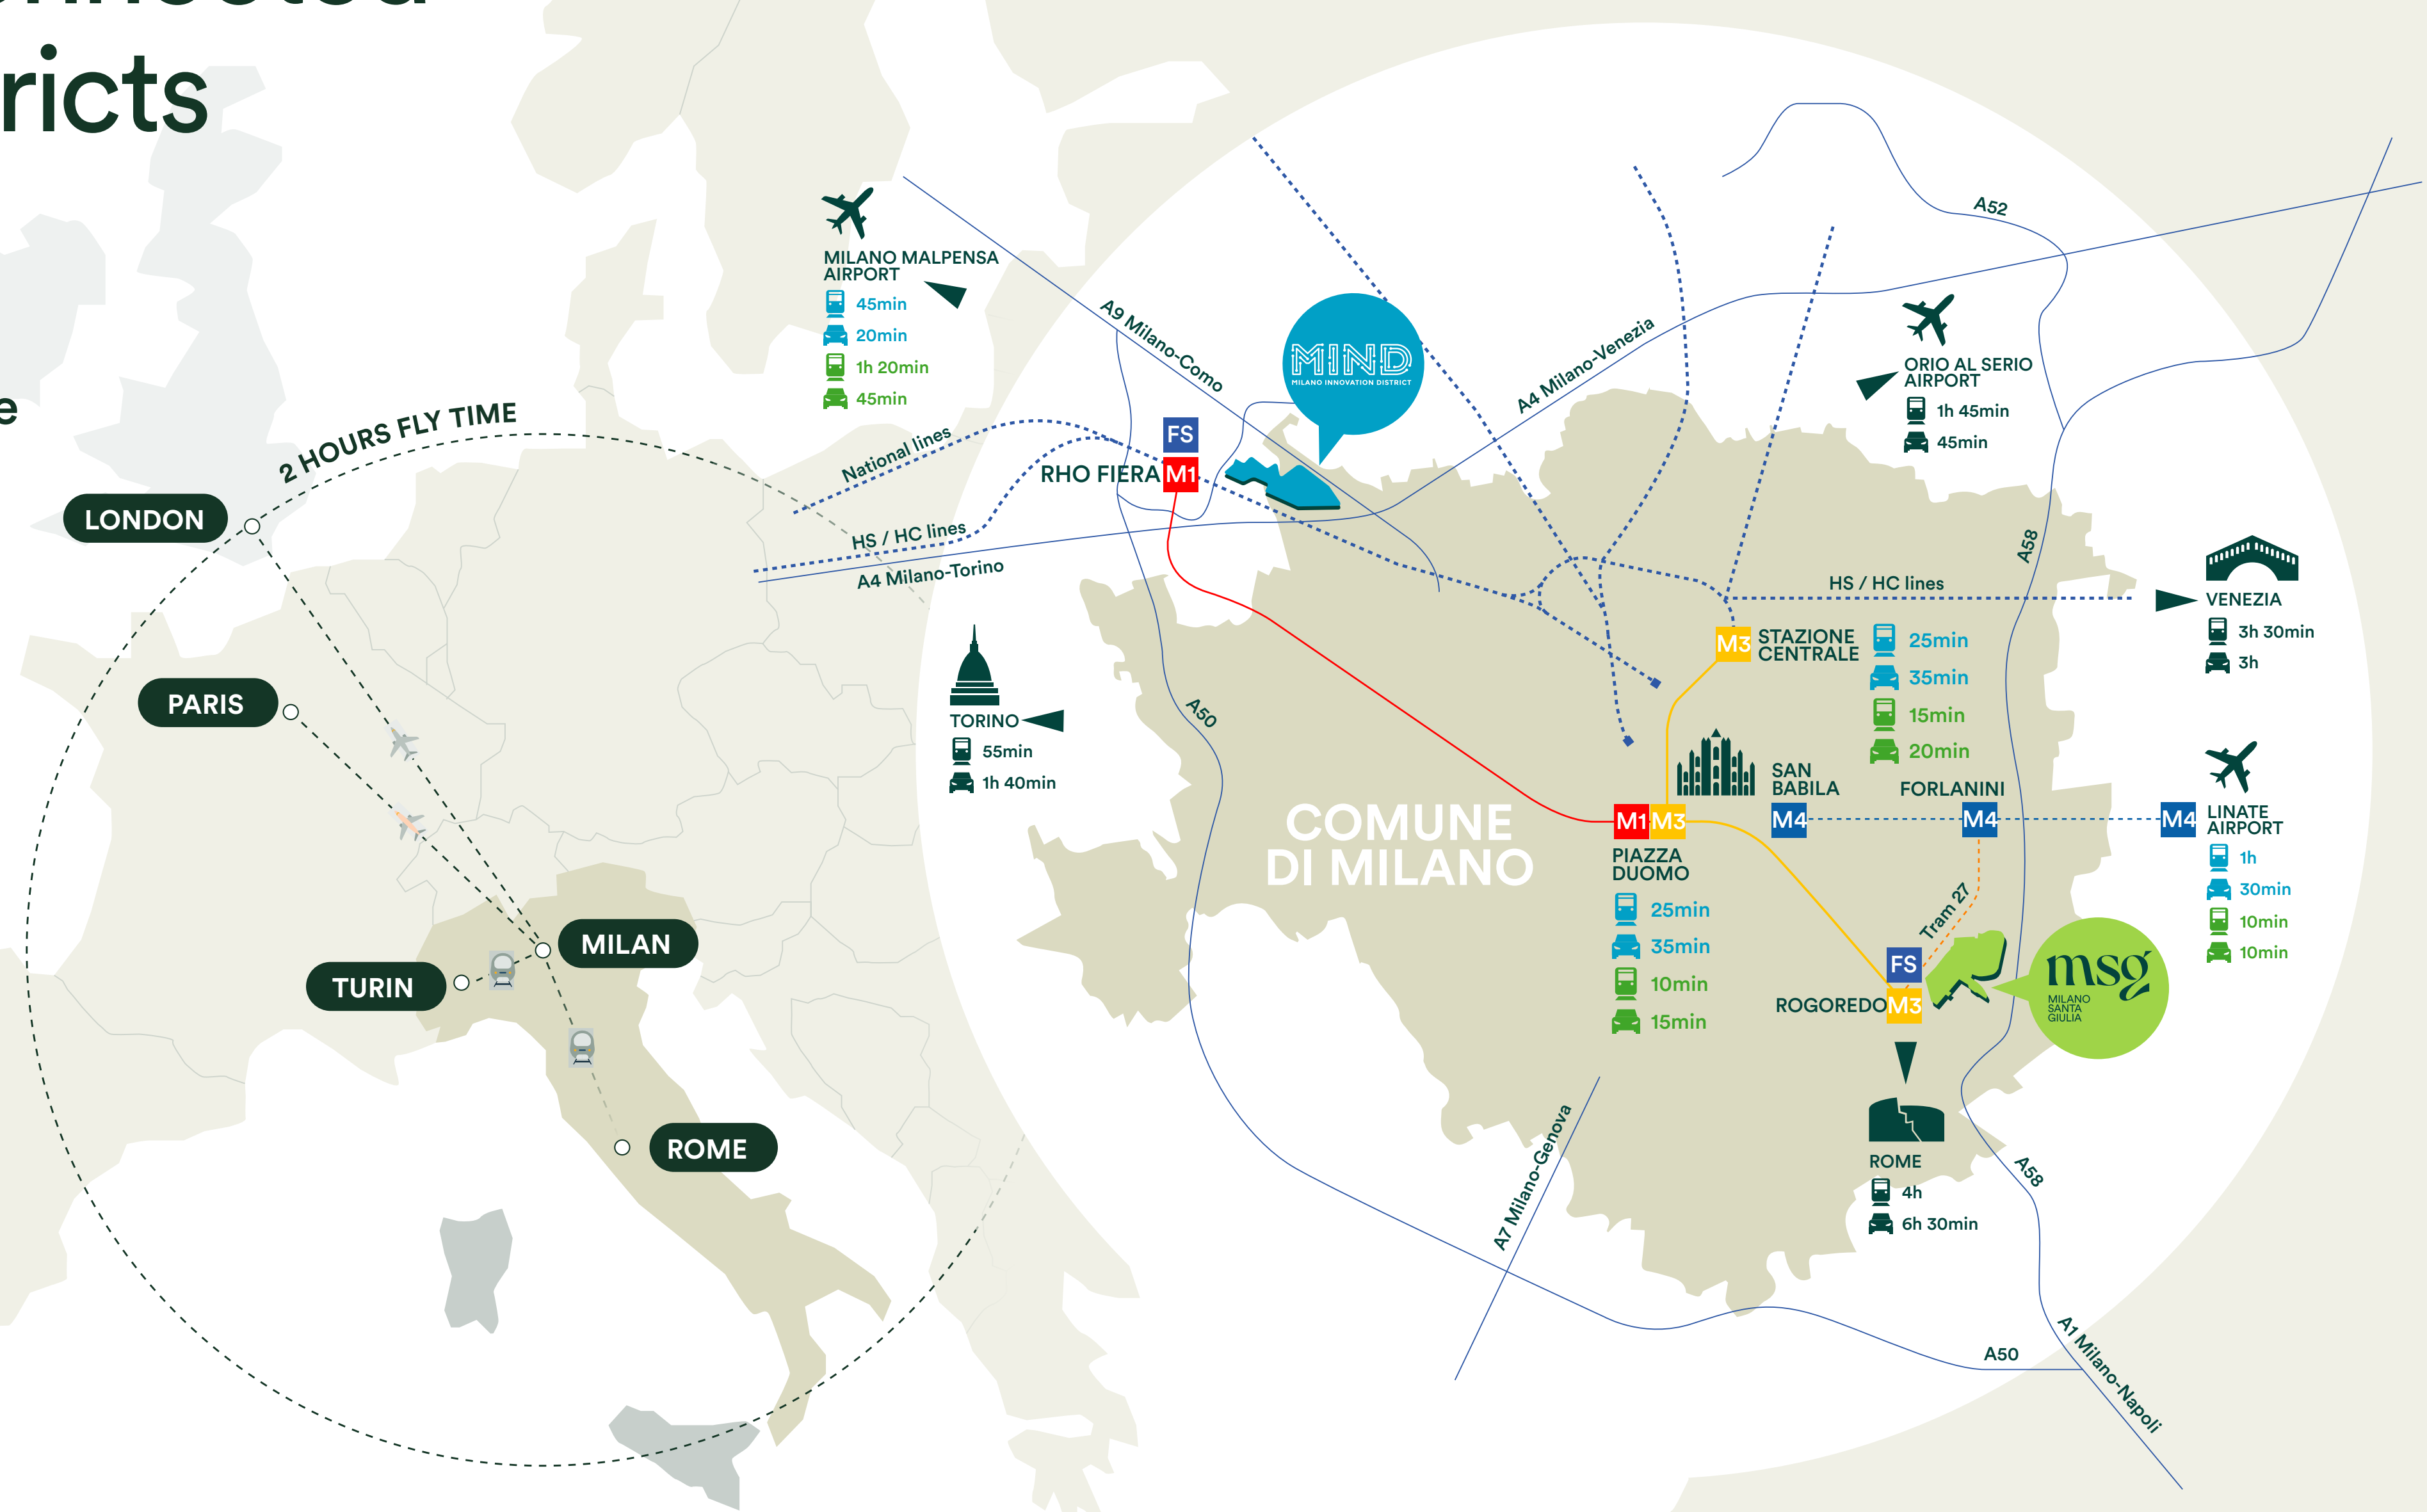 ricts
e
2 HOURS FLY TIME
LONDON
PARIS
MILAN
TURIN
ROME
MILANO MALPENSA
AIRPORT
45min
20min
1h 20min
45min
A9 Milano-Como
National lines
HS / HC lines
A4 Milano-Torino
FS
RHO FIERA M1
MIND
MILANO INNOVATION DISTRICT
A4 Milano-Venezia
A52
ORIO AL SERIO
AIRPORT
1h 45min
45min
A58
HS / HC lines
VENEZIA
3h 30min
3h
TORINO
55min
1h 40min
A50
M3 STAZIONE
CENTRALE
25min
35min
15min
20min
COMUNE
DI MILANO
SAN
BABILA
M4
FORLANINI
M4
M4 LINATE
AIRPORT
1h
30min
10min
10min
M1 M3
PIAZZA
DUOMO
25min
35min
10min
15min
Tram 27
FS
ROGOREDO M3
msg
MILANO
SANTA
GIULIA
ROME
4h
6h 30min
A7 Milano-Genova
A58
A50
A1 Milano-Napoli